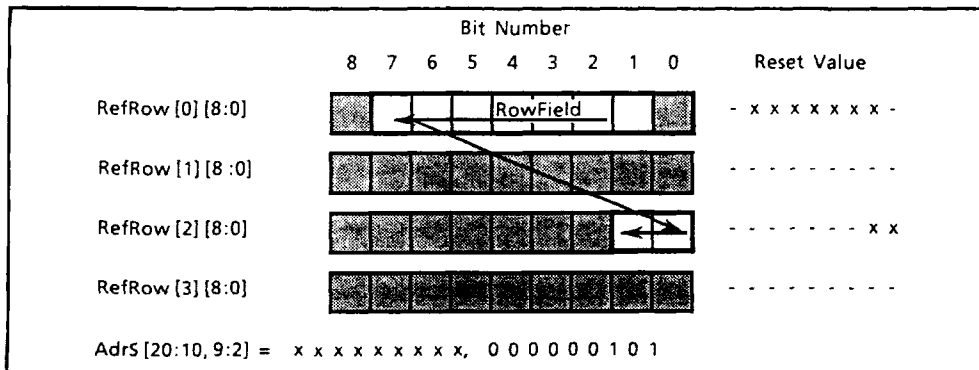 Bit Number
8 7 6 5 4 3 2 1 0 Reset Value
RefRow [0] [8:0] RowField - x x x x x x x -
RefRow [1] [8:0] - - - - - - - - -
RefRow [2] [8:0] - - - - - - - x x
RefRow [3] [8:0] - - - - - - - - -
AdrS [20:10, 9:2] = x x x x x x x x x, 0 0 0 0 0 0 1 0 1